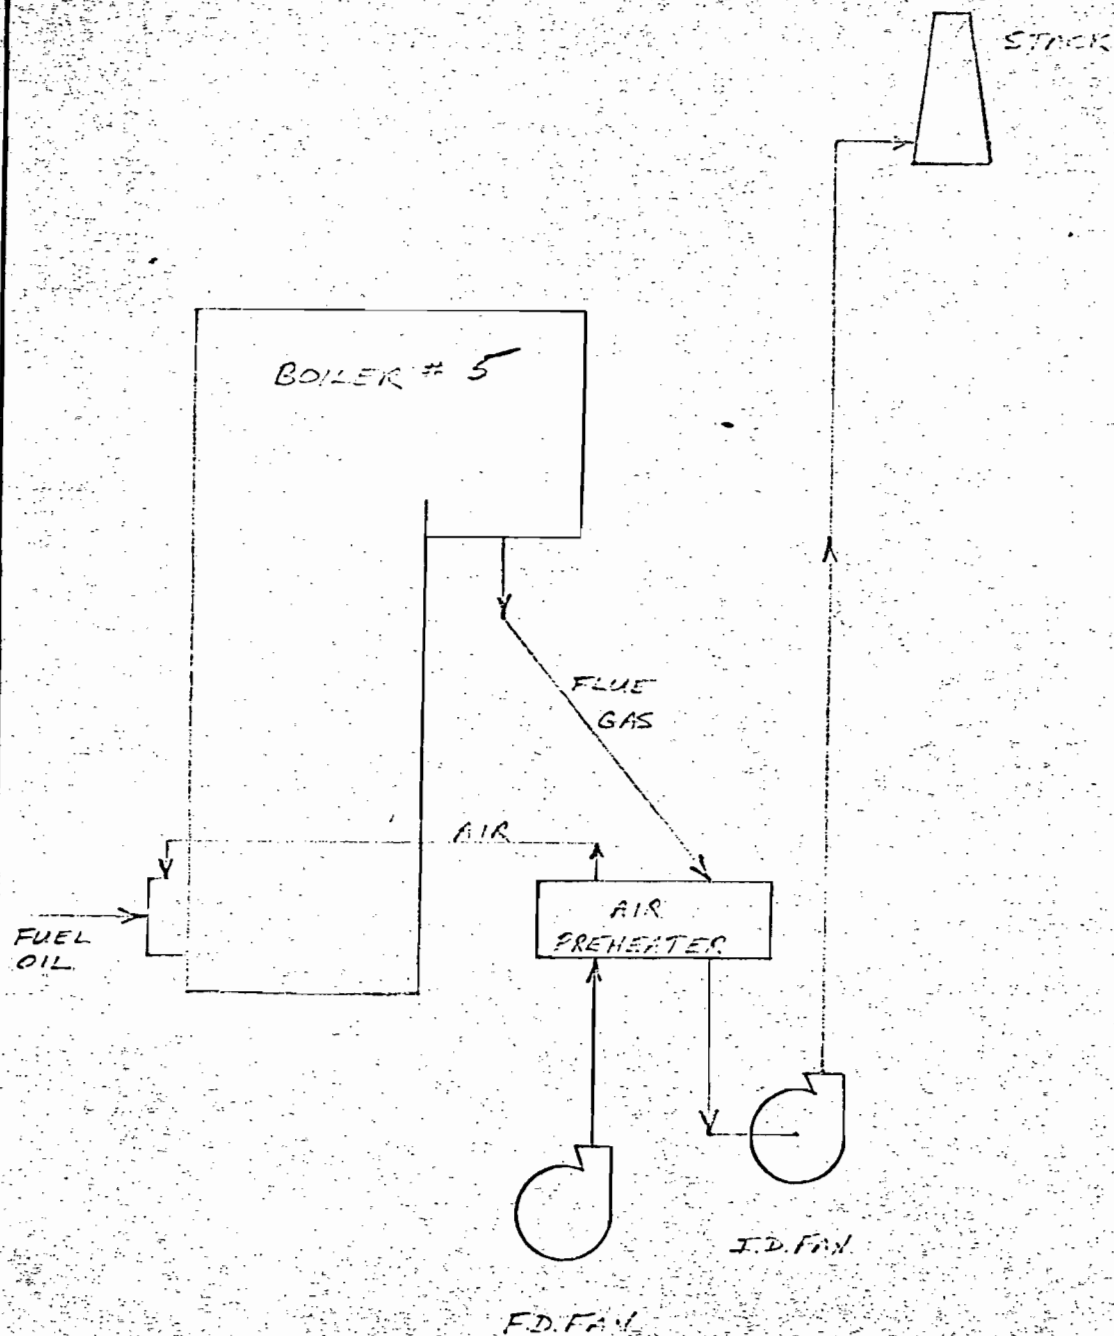 STACK
BOILER # 5
FLUE
GAS
AIR
AIR
PREHEATER
FUEL
OIL
I.D. FAN
F.D. FAN